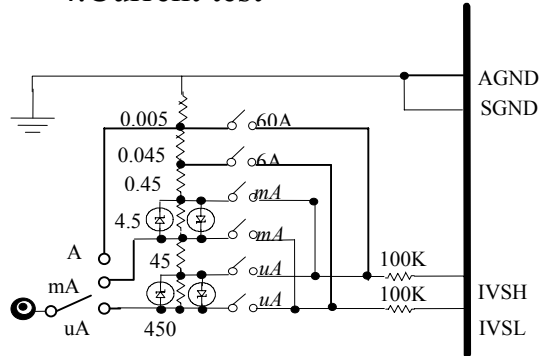 4.Current test
AGND
SGND
0.005
60A
0.045
6A
0.45
mA
4.5
mA
A
45
uA
100K
mA
IVSH
uA
100K
uA
450
IVSL